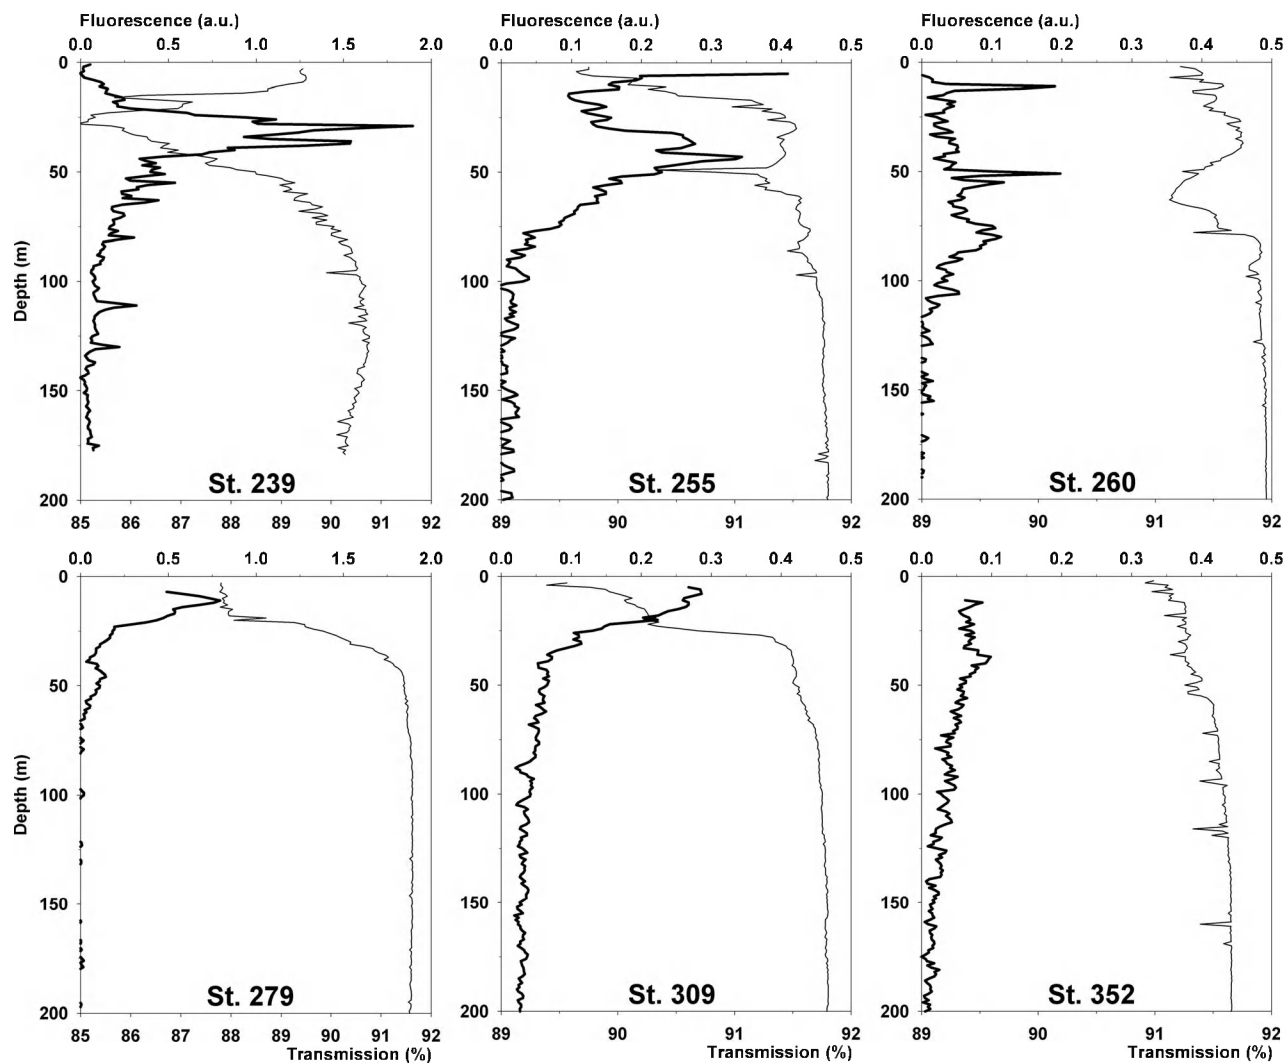 Fluorescence (a.u.) Fluorescence (a.u.) Fluorescence (a.u.)
0.0 0.5 1.0 1.5 2.0 0.0 0.1 0.2 0.3 0.4 0.5 0.0 0.1 0.2 0.3 0.4 0.5
0 0 0
50 50 50
Depth (m)
100 100 100
150 150 150
St. 239 St. 255 St. 260
200 200 200
85 86 87 88 89 90 91 92 89 90 91 92 89 90 91 92
0.0 0.5 1.0 1.5 2.0 0.0 0.1 0.2 0.3 0.4 0.5 0.0 0.1 0.2 0.3 0.4 0.5
0 0 0
50 50 50
Depth (m)
100 100 100
150 150 150
St. 279 St. 309 St. 352
200 200 200
85 86 87 88 89 90 91 92 89 90 91 92 89 90 91 92
Transmission (%) Transmission (%) Transmission (%)